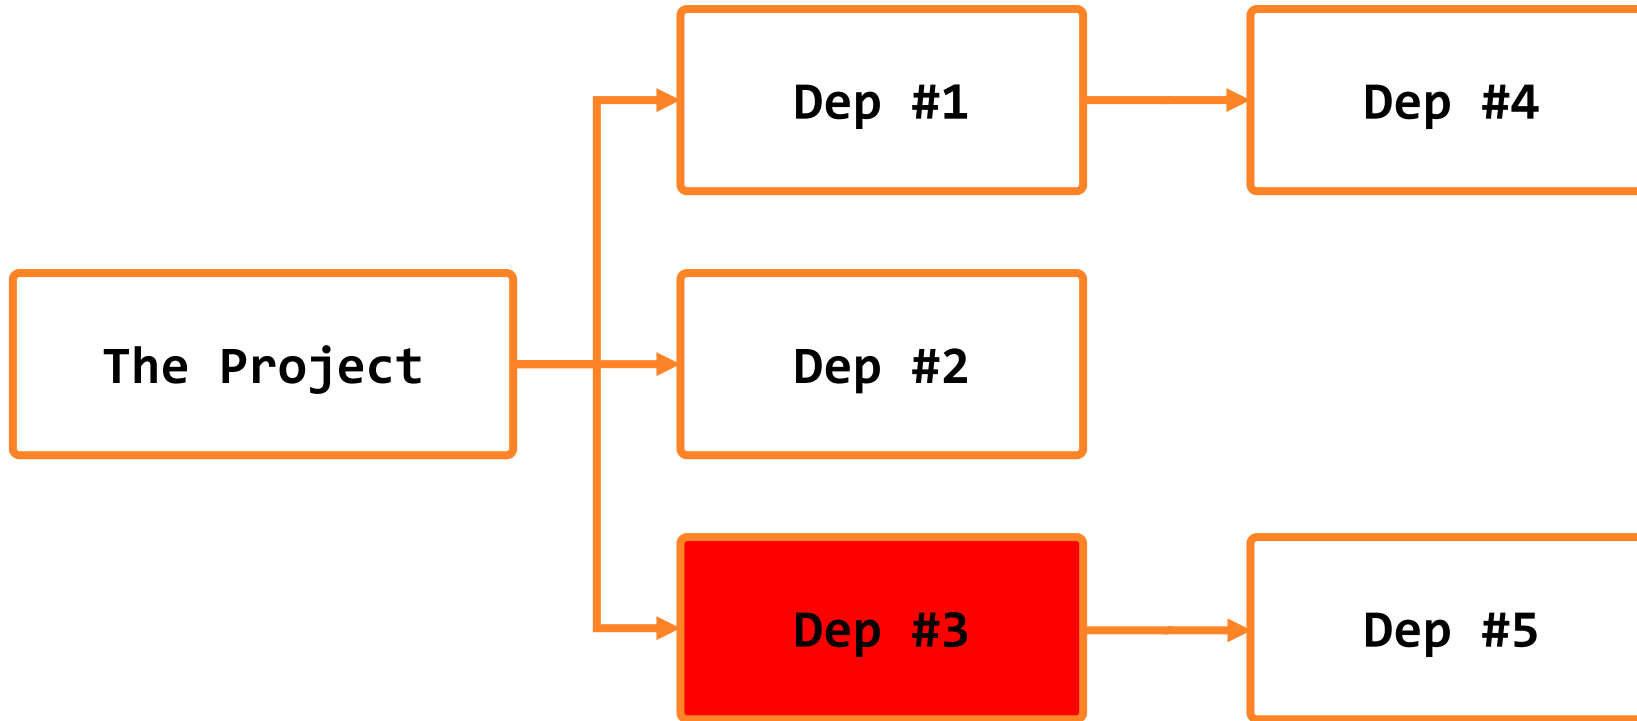 Dep #1
Dep #4
The Project
Dep #2
Dep #3
Dep #5